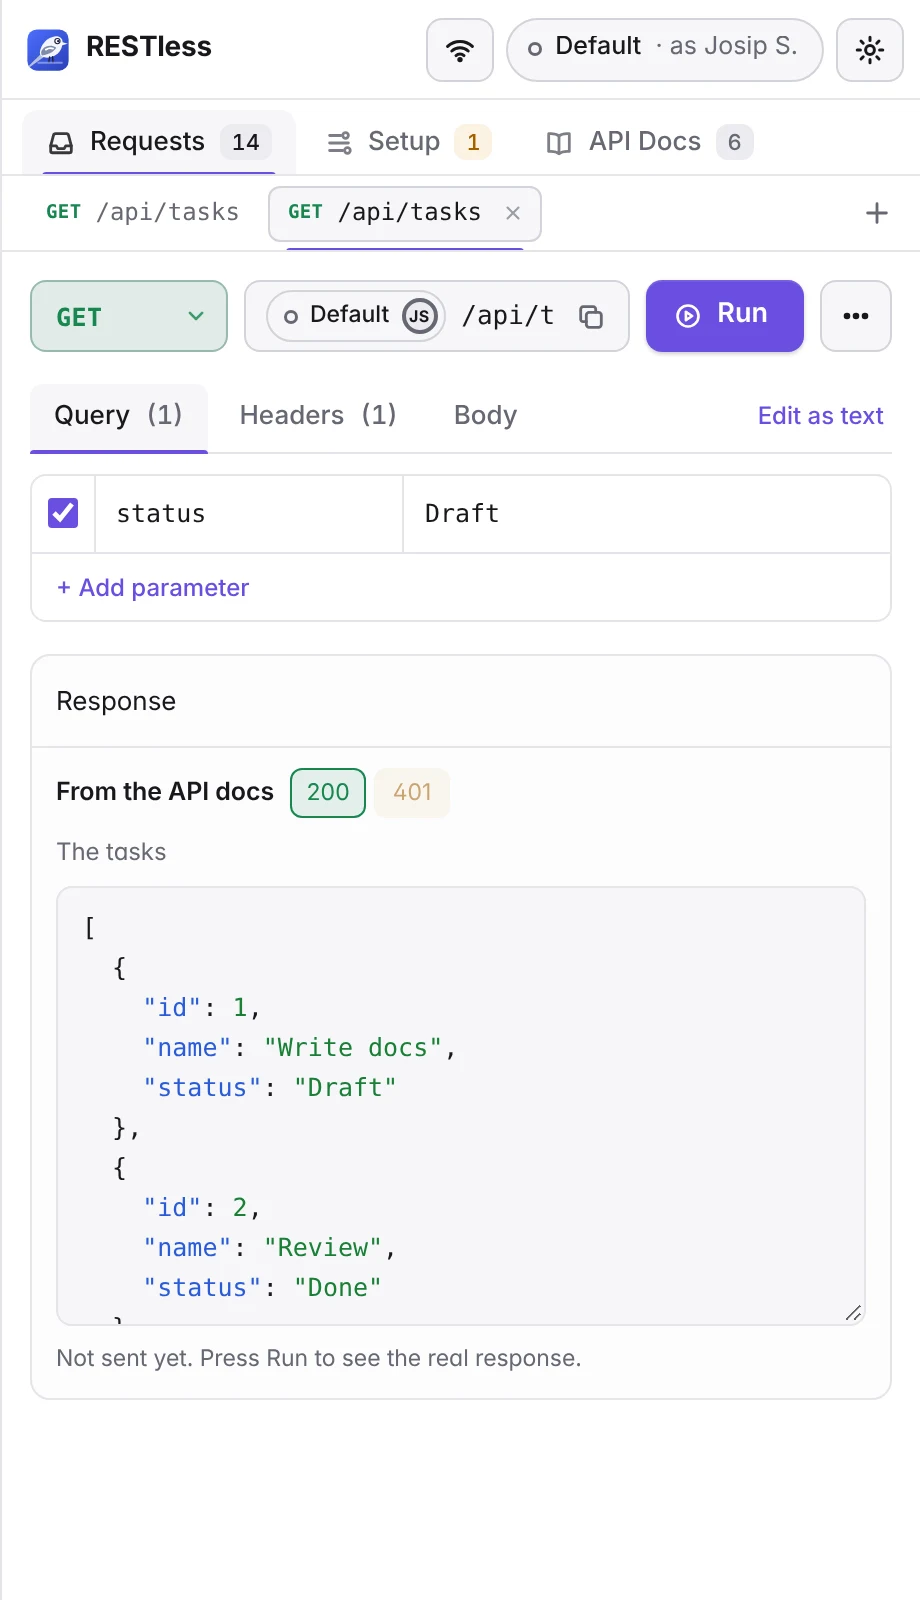 RESTless
Default · as Josip S.
Requests 14
Setup 1
API Docs 6
GET /api/tasks
GET /api/tasks ×
+
GET
Default JS /api/t
Run
Query (1)
Headers (1)
Body
Edit as text
status
Draft
+ Add parameter
Response
From the API docs 200 401
The tasks
[
  {
    "id": 1,
    "name": "Write docs",
    "status": "Draft"
  },
  {
    "id": 2,
    "name": "Review",
    "status": "Done"
  }
Not sent yet. Press Run to see the real response.